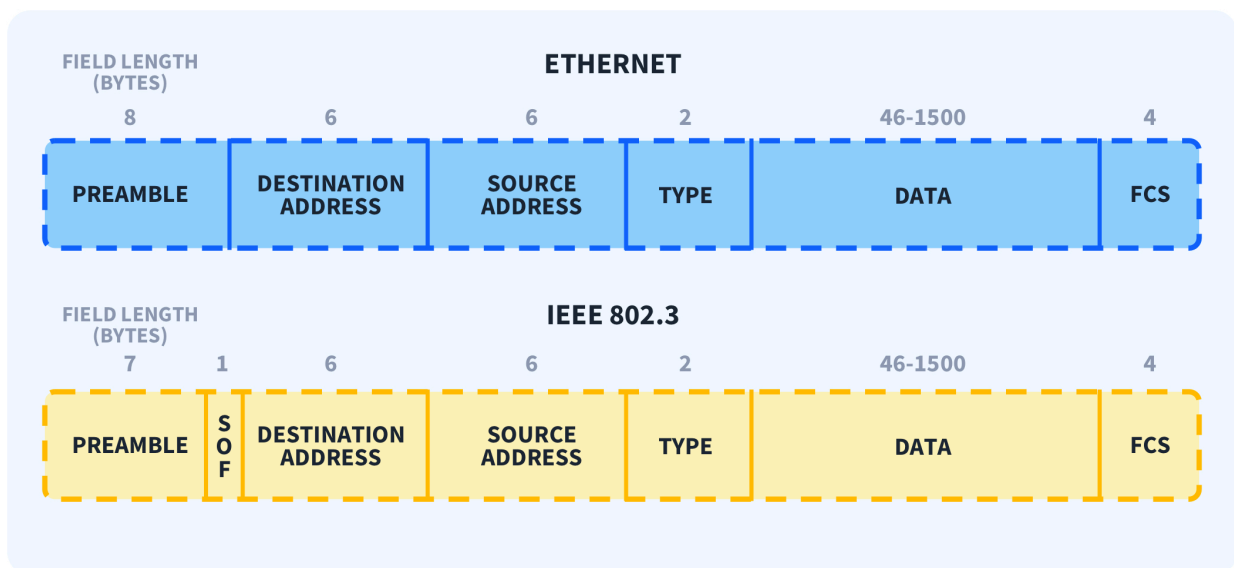 FIELD LENGTH
(BYTES)
ETHERNET
8 6 6 2 46-1500 4
PREAMBLE
DESTINATION
ADDRESS
SOURCE
ADDRESS
TYPE
DATA
FCS
FIELD LENGTH
(BYTES)
IEEE 802.3
7 1 6 6 2 46-1500 4
PREAMBLE
S
O
F
DESTINATION
ADDRESS
SOURCE
ADDRESS
TYPE
DATA
FCS